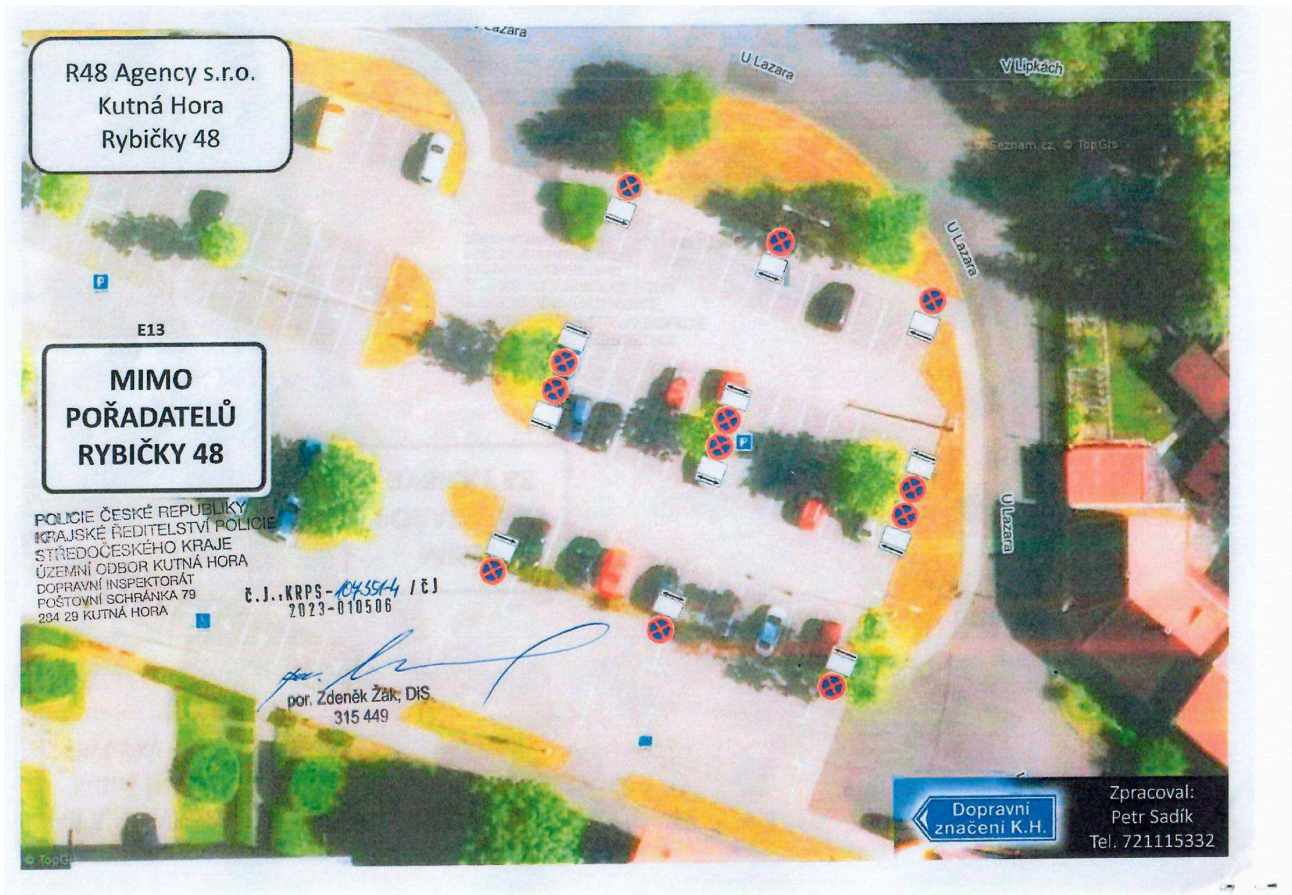 R48 Agency s.r.o.
Kutná Hora
Rybičky 48
U Lazara
U Lazara
V Lipkách
© Seznam.cz, © TopGis
U Lazara
P
E13
MIMO
POŘADATELŮ
RYBIČKY 48
P
U Lazara
POLICIE ČESKÉ REPUBLIKY
KRAJSKÉ ŘEDITELSTVÍ POLICIE
STŘEDOČESKÉHO KRAJE
ÚZEMNÍ ODBOR KUTNÁ HORA
DOPRAVNÍ INSPEKTORÁT
POŠTOVNÍ SCHRÁNKA 79
284 29 KUTNÁ HORA
Č.J.:KRPS-107551-4 / ČJ
2023-010506
por. Zdeněk Žák, DiS.
315 449
Dopravní
značení K.H.
Zpracoval:
Petr Sadík
Tel. 721115332
© TopGis